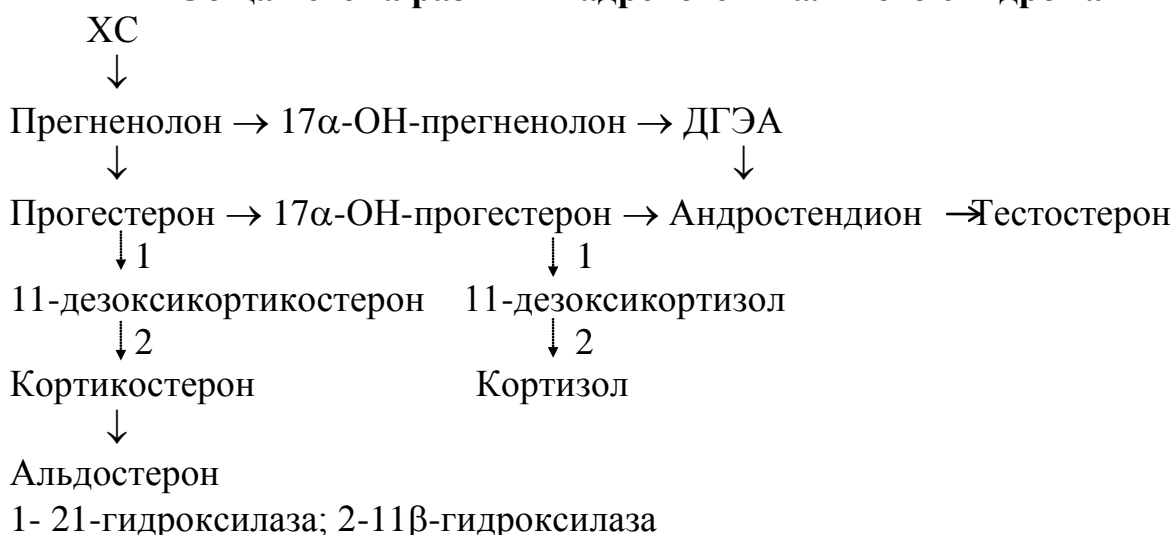 ХС
↓
Прегненолон → 17α-ОН-прегненолон → ДГЭА
↓ ↓
Прогестерон → 17α-ОН-прогестерон → Андростендион → Тестостерон
↓ 1 ↓ 1
11-дезоксикортикостерон 11-дезоксикортизол
↓ 2 ↓ 2
Кортикостерон Кортизол
↓
Альдостерон
1- 21-гидроксилаза; 2-11β-гидроксилаза